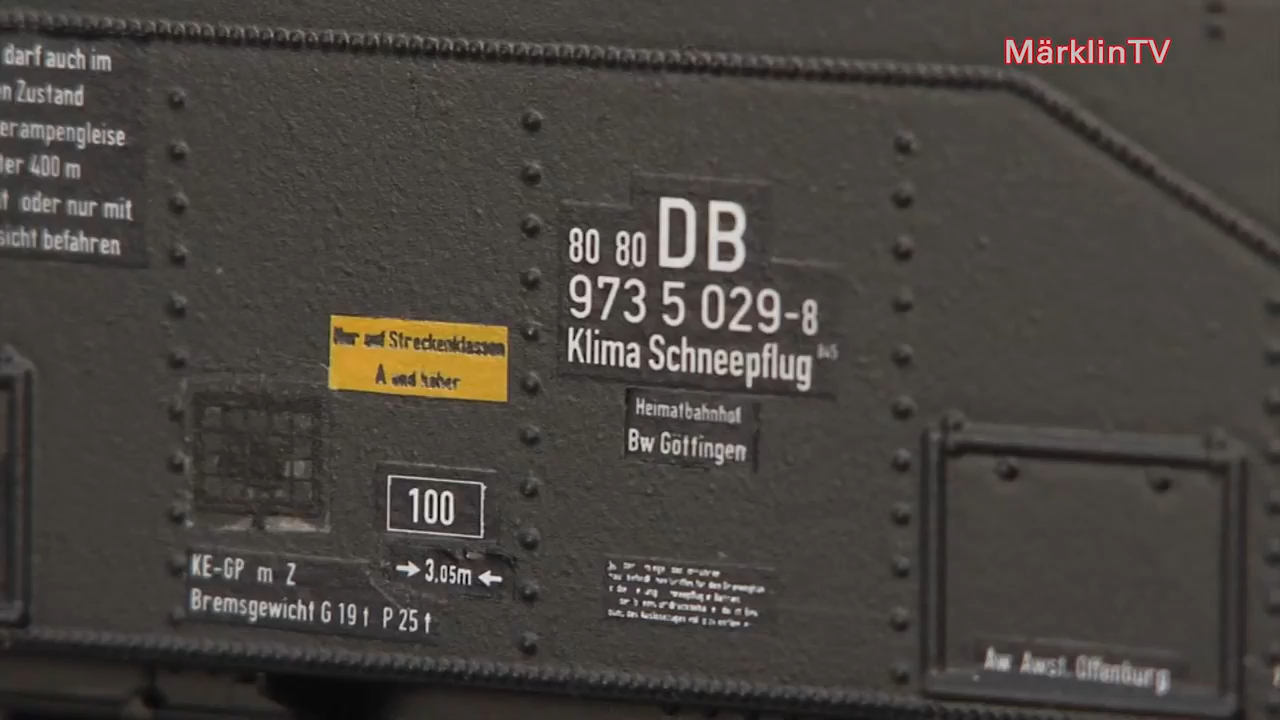 MärklinTV
darf auch im
n Zustand
erampengleise
ter 400 m
t oder nur mit
sicht befahren
80 80 DB
973 5 029-8
Klima Schneepflug 845
Nur auf Streckenklassen
A und höher
Heimatbahnhof
Bw Göttingen
100
→ 3,05m ←
KE-GP m Z
Bremsgewicht G 19 t P 25 t
Aw Awst. Offenburg